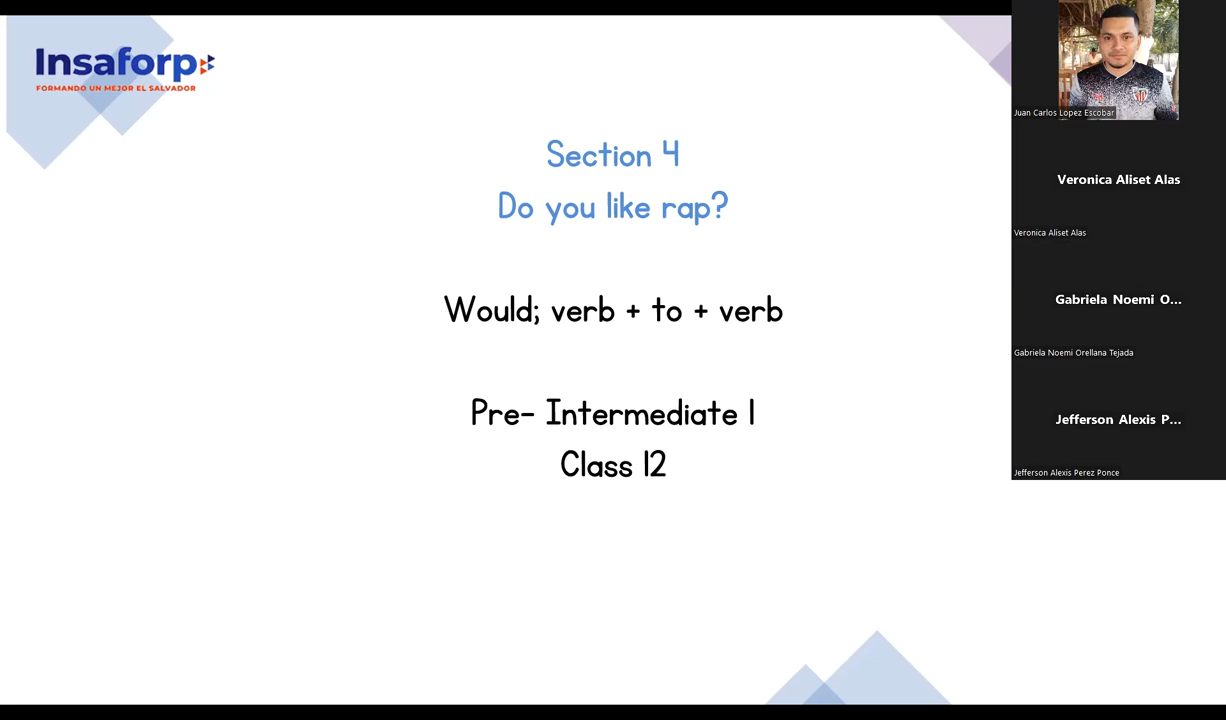 Insaforp
FORMANDO UN MEJOR EL SALVADOR
Section 4
Do you like rap?
Would; verb + to + verb
Pre- Intermediate 1
Class 12
Juan Carlos Lopez Escobar
Veronica Aliset Alas
Veronica Aliset Alas
Gabriela Noemi O...
Gabriela Noemi Orellana Tejada
Jefferson Alexis P...
Jefferson Alexis Perez Ponce